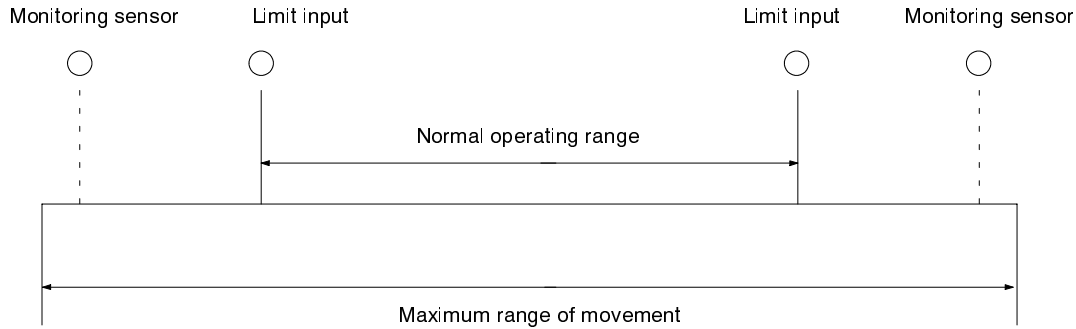 Monitoring sensor Limit input Limit input Monitoring sensor
Normal operating range
Maximum range of movement